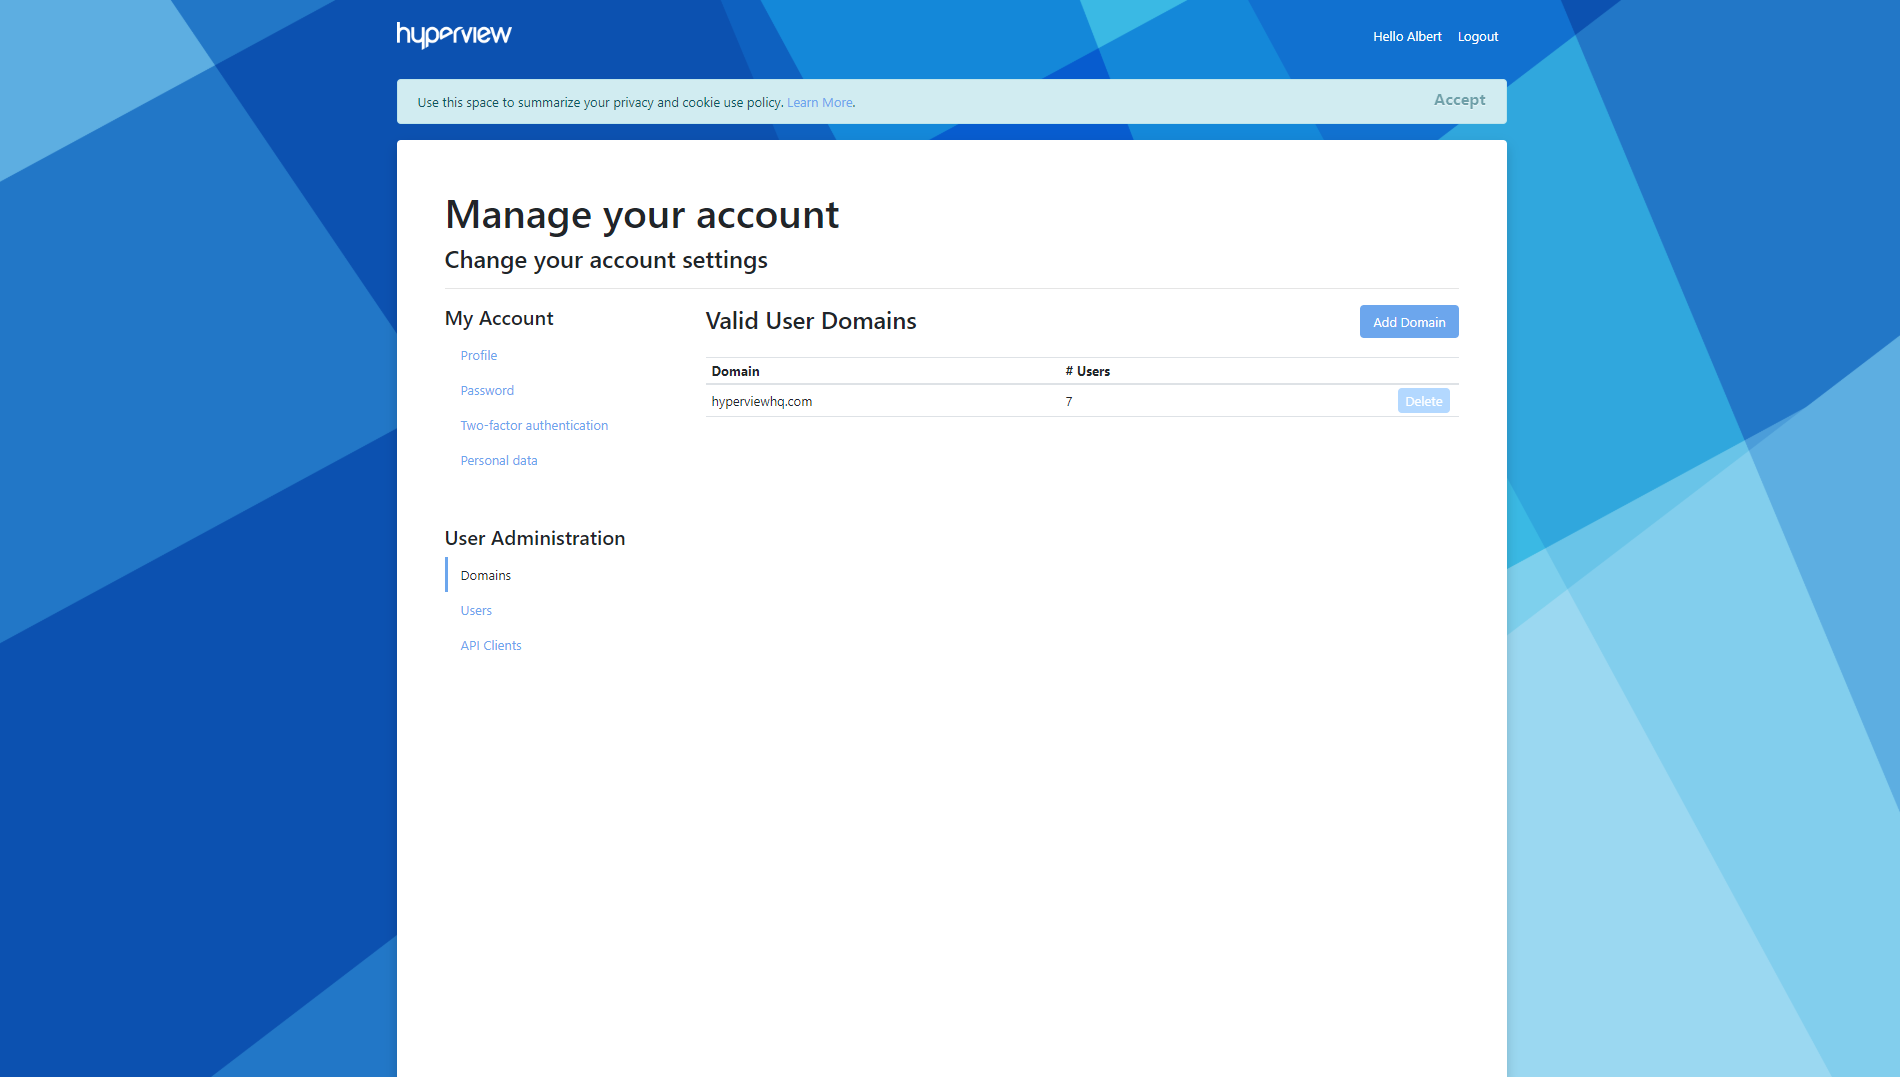 hyperview
Hello Albert Logout
Use this space to summarize your privacy and cookie use policy. Learn More.
Accept
Manage your account
Change your account settings
My Account
Profile
Password
Two-factor authentication
Personal data
User Administration
Domains
Users
API Clients
Valid User Domains
Add Domain
Domain # Users
hyperviewhq.com 7 Delete